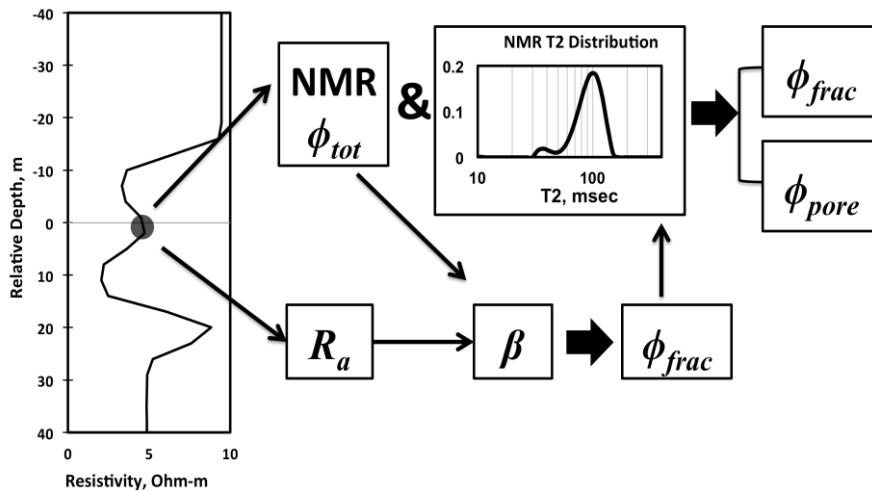 -40
-30
-20
-10
0
10
20
30
40
Relative Depth, m
0 5 10
Resistivity, Ohm-m
NMR
ϕtot
&
NMR T2 Distribution
0.2
0.1
0
10 100
T2, msec
ϕfrac
ϕpore
Ra
β
ϕfrac